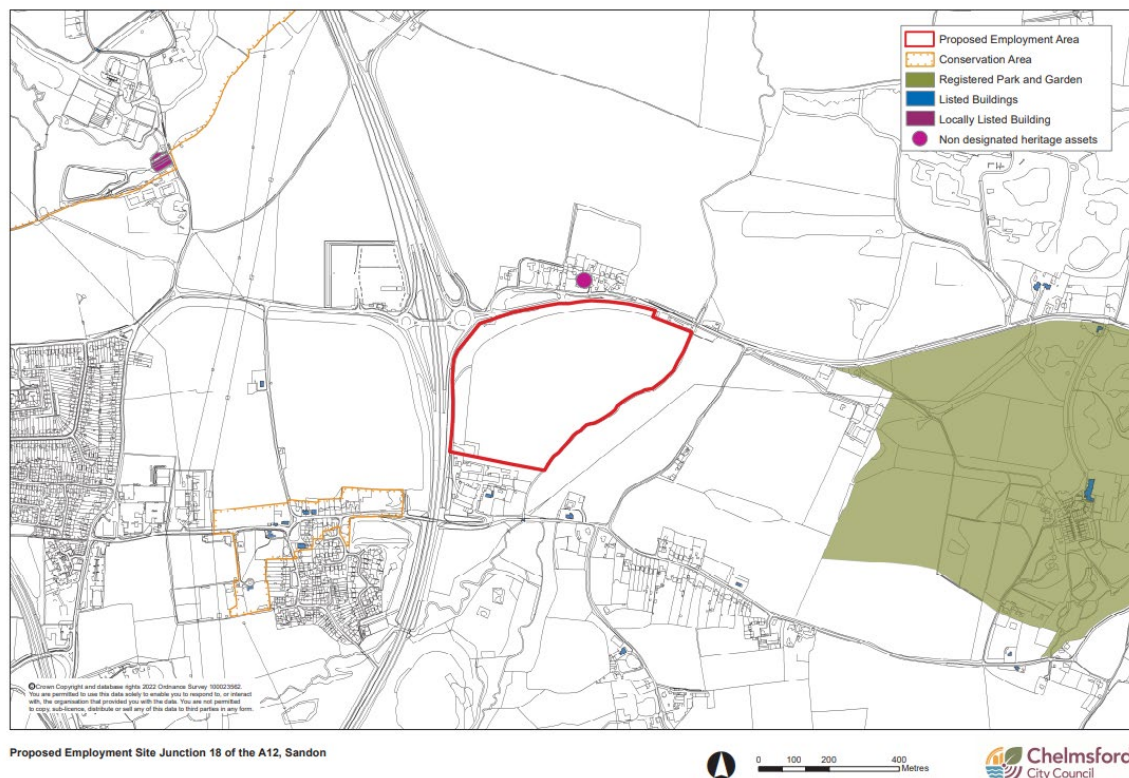 Proposed Employment Area
Conservation Area
Registered Park and Garden
Listed Buildings
Locally Listed Building
Non designated heritage assets
©Crown Copyright and database rights 2022 Ordnance Survey 100023562.
You are permitted to use this data solely to enable you to respond to, or interact
with, the organisation that provided you with the data. You are not permitted
to copy, sub-licence, distribute or sell any of this data to third parties in any form.
Proposed Employment Site Junction 18 of the A12, Sandon
0 100 200 400
Metres
Chelmsford
City Council